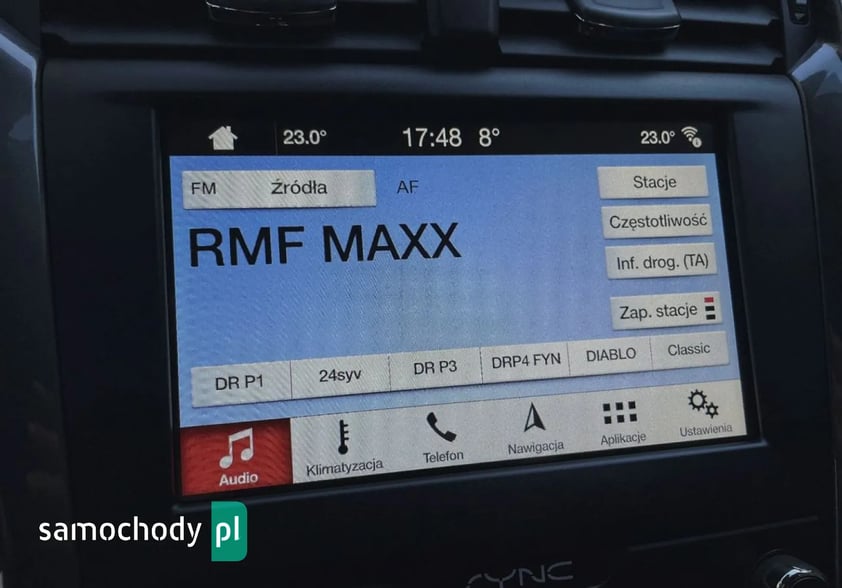 23.0° 17:48 8° 23.0°
FM Źródła AF Stacje
RMF MAXX
Częstotliwość
Inf. drog. (TA)
Zap. stacje
DR P1 24syv DR P3 DRP4 FYN DIABLO Classic
Audio Klimatyzacja Telefon Nawigacja Aplikacje Ustawienia
samochody pl
SYNC